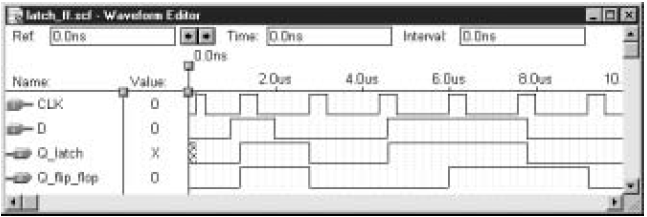 latch_ff.scf - Waveform Editor
Ref: 0.0ns Time: 0.0ns Interval: 0.0ns
0.0ns
Name: Value: 2.0us 4.0us 6.0us 8.0us 10.
CLK 0
D 0
Q_latch X
Q_flip_flop 0